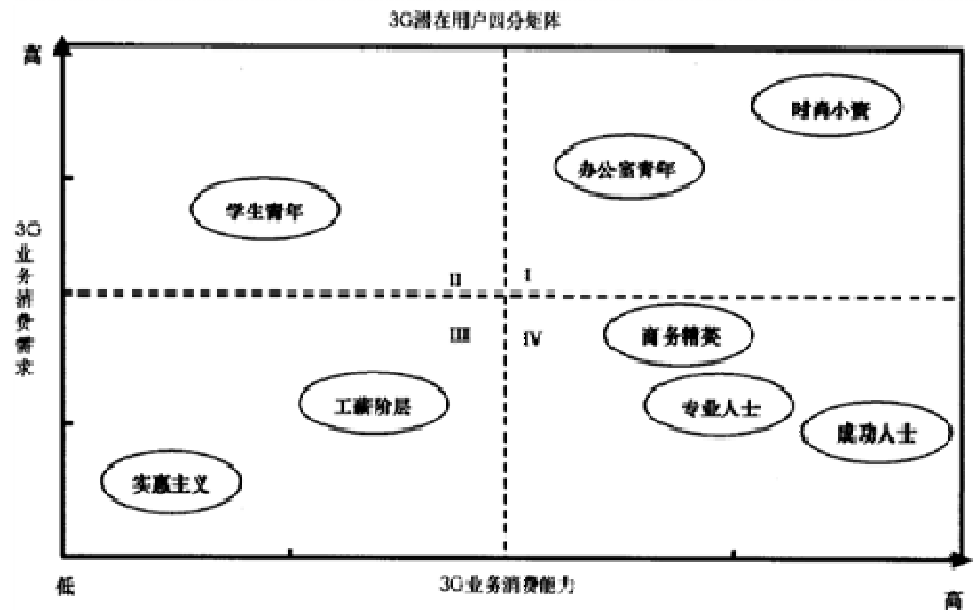 3G潜在用户四分矩阵
高
时尚小资
办公室青年
学生青年
3G业务消费需求
II
I
III
IV
商务精英
专业人士
工薪阶层
成功人士
实惠主义
低
3G业务消费能力
高